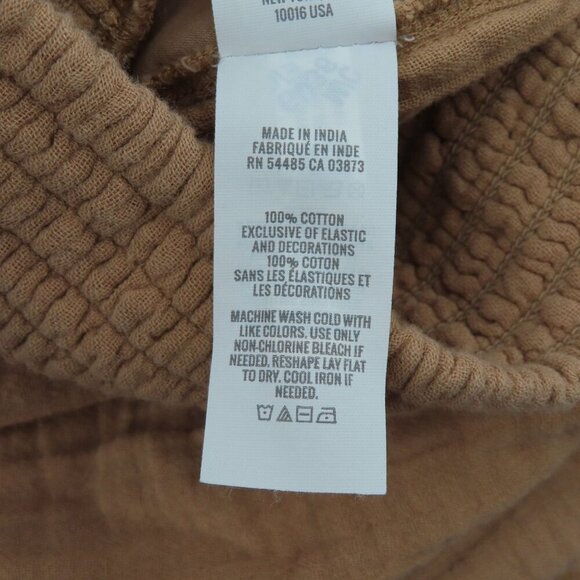 10016 USA
MADE IN INDIA
FABRIQUÉ EN INDE
RN 54485 CA 03873
100% COTTON
EXCLUSIVE OF ELASTIC
AND DECORATIONS
100% COTON
SANS LES ÉLASTIQUES ET
LES DÉCORATIONS
MACHINE WASH COLD WITH
LIKE COLORS. USE ONLY
NON-CHLORINE BLEACH IF
NEEDED. RESHAPE LAY FLAT
TO DRY. COOL IRON IF
NEEDED.